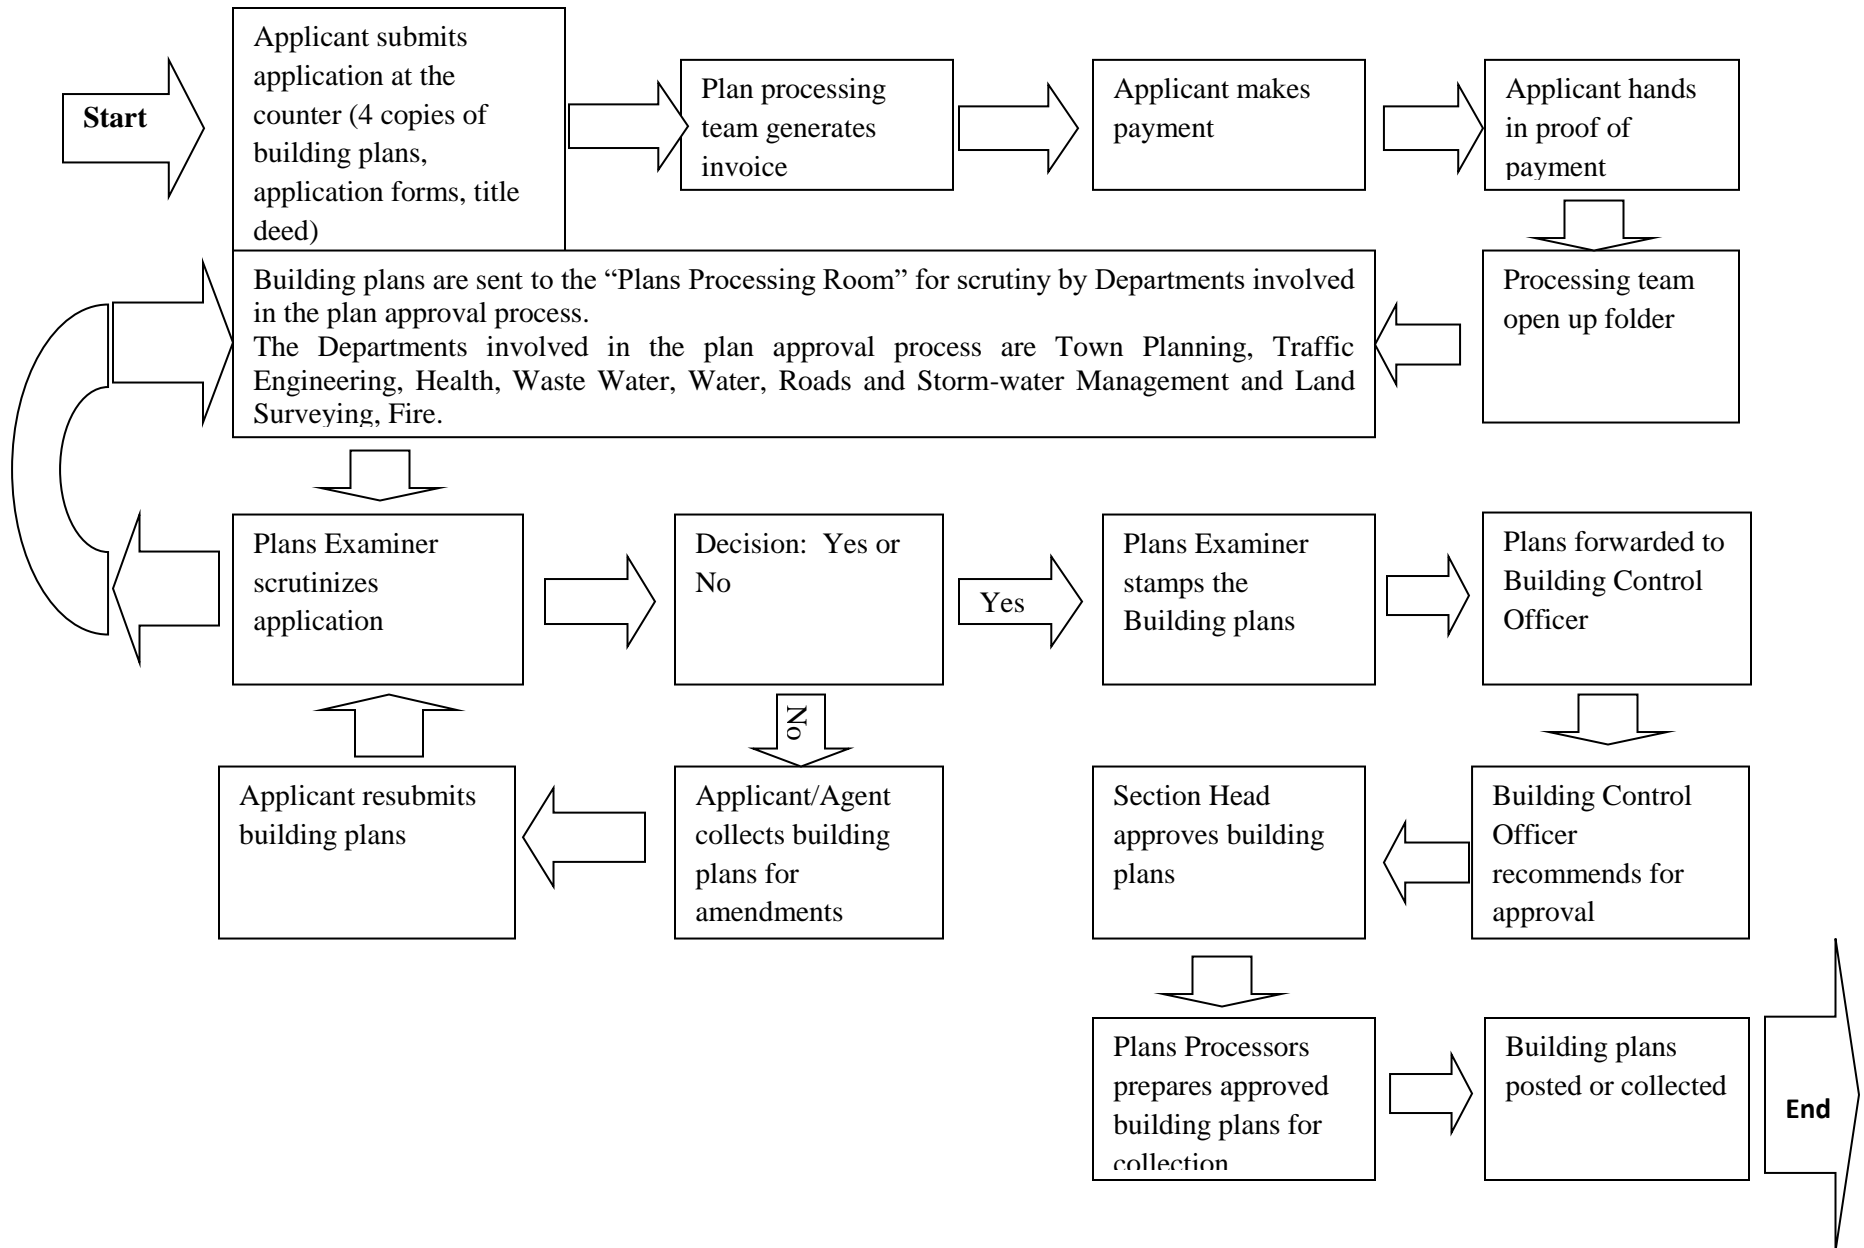 Start
Applicant submits
application at the
counter (4 copies of
building plans,
application forms, title
deed)
Plan processing
team generates
invoice
Applicant makes
payment
Applicant hands
in proof of
payment
Processing team
open up folder
Building plans are sent to the “Plans Processing Room” for scrutiny by Departments involved
in the plan approval process.
The Departments involved in the plan approval process are Town Planning, Traffic
Engineering, Health, Waste Water, Water, Roads and Storm-water Management and Land
Surveying, Fire.
Plans Examiner
scrutinizes
application
Decision: Yes or
No
Yes
Plans Examiner
stamps the
Building plans
Plans forwarded to
Building Control
Officer
No
Applicant resubmits
building plans
Applicant/Agent
collects building
plans for
amendments
Section Head
approves building
plans
Building Control
Officer
recommends for
approval
Plans Processors
prepares approved
building plans for
collection
Building plans
posted or collected
End